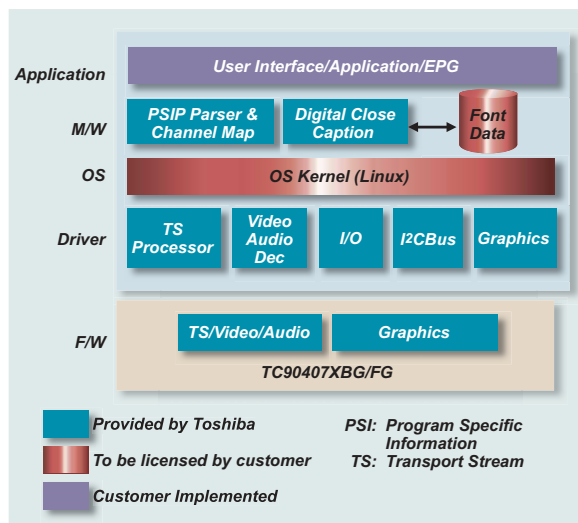 Application
User Interface/Application/EPG
M/W
PSIP Parser &
Channel Map
Digital Close
Caption
Font
Data
OS
OS Kernel (Linux)
Driver
TS
Processor
Video
Audio
Dec
I/O
I²CBus
Graphics
F/W
TS/Video/Audio
Graphics
TC90407XBG/FG
Provided by Toshiba
To be licensed by customer
Customer Implemented
PSI: Program Specific
Information
TS: Transport Stream